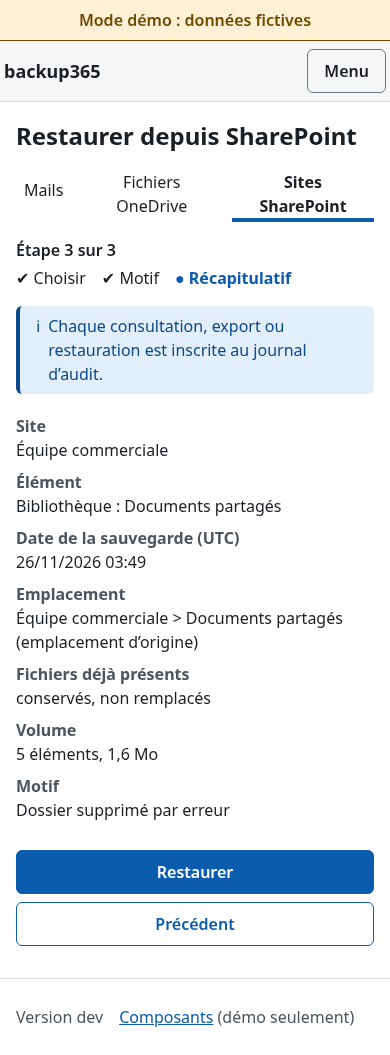 Mode démo : données fictives
backup365
Menu
Restaurer depuis SharePoint
Mails
Fichiers
OneDrive
Sites
SharePoint
Étape 3 sur 3
✔ Choisir ✔ Motif ● Récapitulatif
i Chaque consultation, export ou
restauration est inscrite au journal
d’audit.
Site
Équipe commerciale
Élément
Bibliothèque : Documents partagés
Date de la sauvegarde (UTC)
26/11/2026 03:49
Emplacement
Équipe commerciale > Documents partagés
(emplacement d’origine)
Fichiers déjà présents
conservés, non remplacés
Volume
5 éléments, 1,6 Mo
Motif
Dossier supprimé par erreur
Restaurer
Précédent
Version dev Composants (démo seulement)